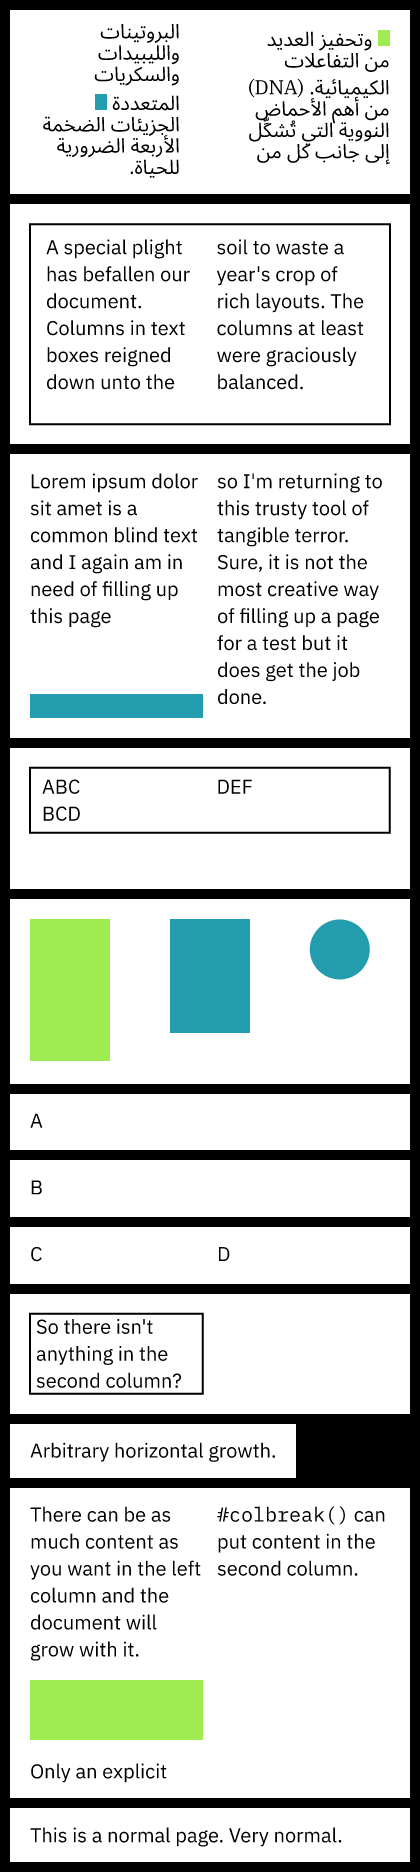 وتحفيز العديد
من التفاعلات
الكيميائية. (DNA)
من أهم الأحماض
النووية التي تُشكِّل
إلى جانب كل من
البروتينات
والليبيدات
والسكريات
المتعددة
الجزيئات الضخمة
الأربعة الضرورية
للحياة.
A special plight
has befallen our
document.
Columns in text
boxes reigned
down unto the
soil to waste a
year's crop of
rich layouts. The
columns at least
were graciously
balanced.
Lorem ipsum dolor
sit amet is a
common blind text
and I again am in
need of filling up
this page
so I'm returning to
this trusty tool of
tangible terror.
Sure, it is not the
most creative way
of filling up a page
for a test but it
does get the job
done.
ABC
BCD
DEF
A
B
C
D
So there isn't
anything in the
second column?
Arbitrary horizontal growth.
There can be as
much content as
you want in the left
column and the
document will
grow with it.
Only an explicit
#colbreak() can
put content in the
second column.
This is a normal page. Very normal.